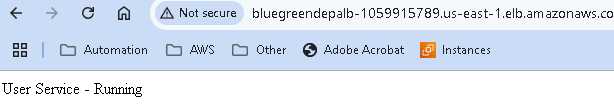 Not secure bluegreendepalb-1059915789.us-east-1.elb.amazonaws.co
Automation AWS Other Adobe Acrobat Instances
User Service - Running